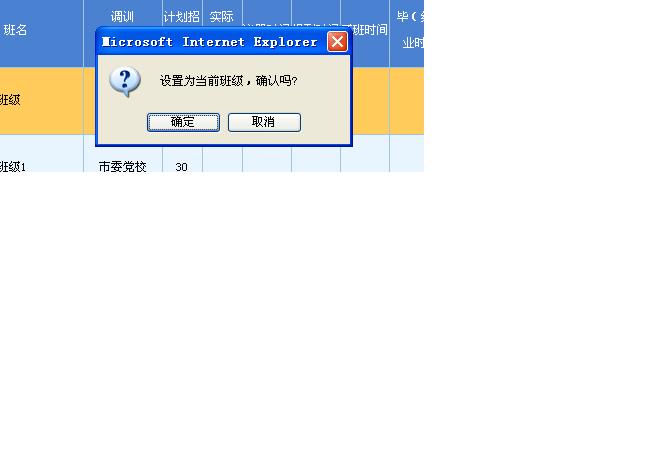 班名
调训
计划招
实际
班时间
毕（结
业时
Microsoft Internet Explorer
设置为当前班级，确认吗?
班级
确定
取消
班级1
市委党校
30